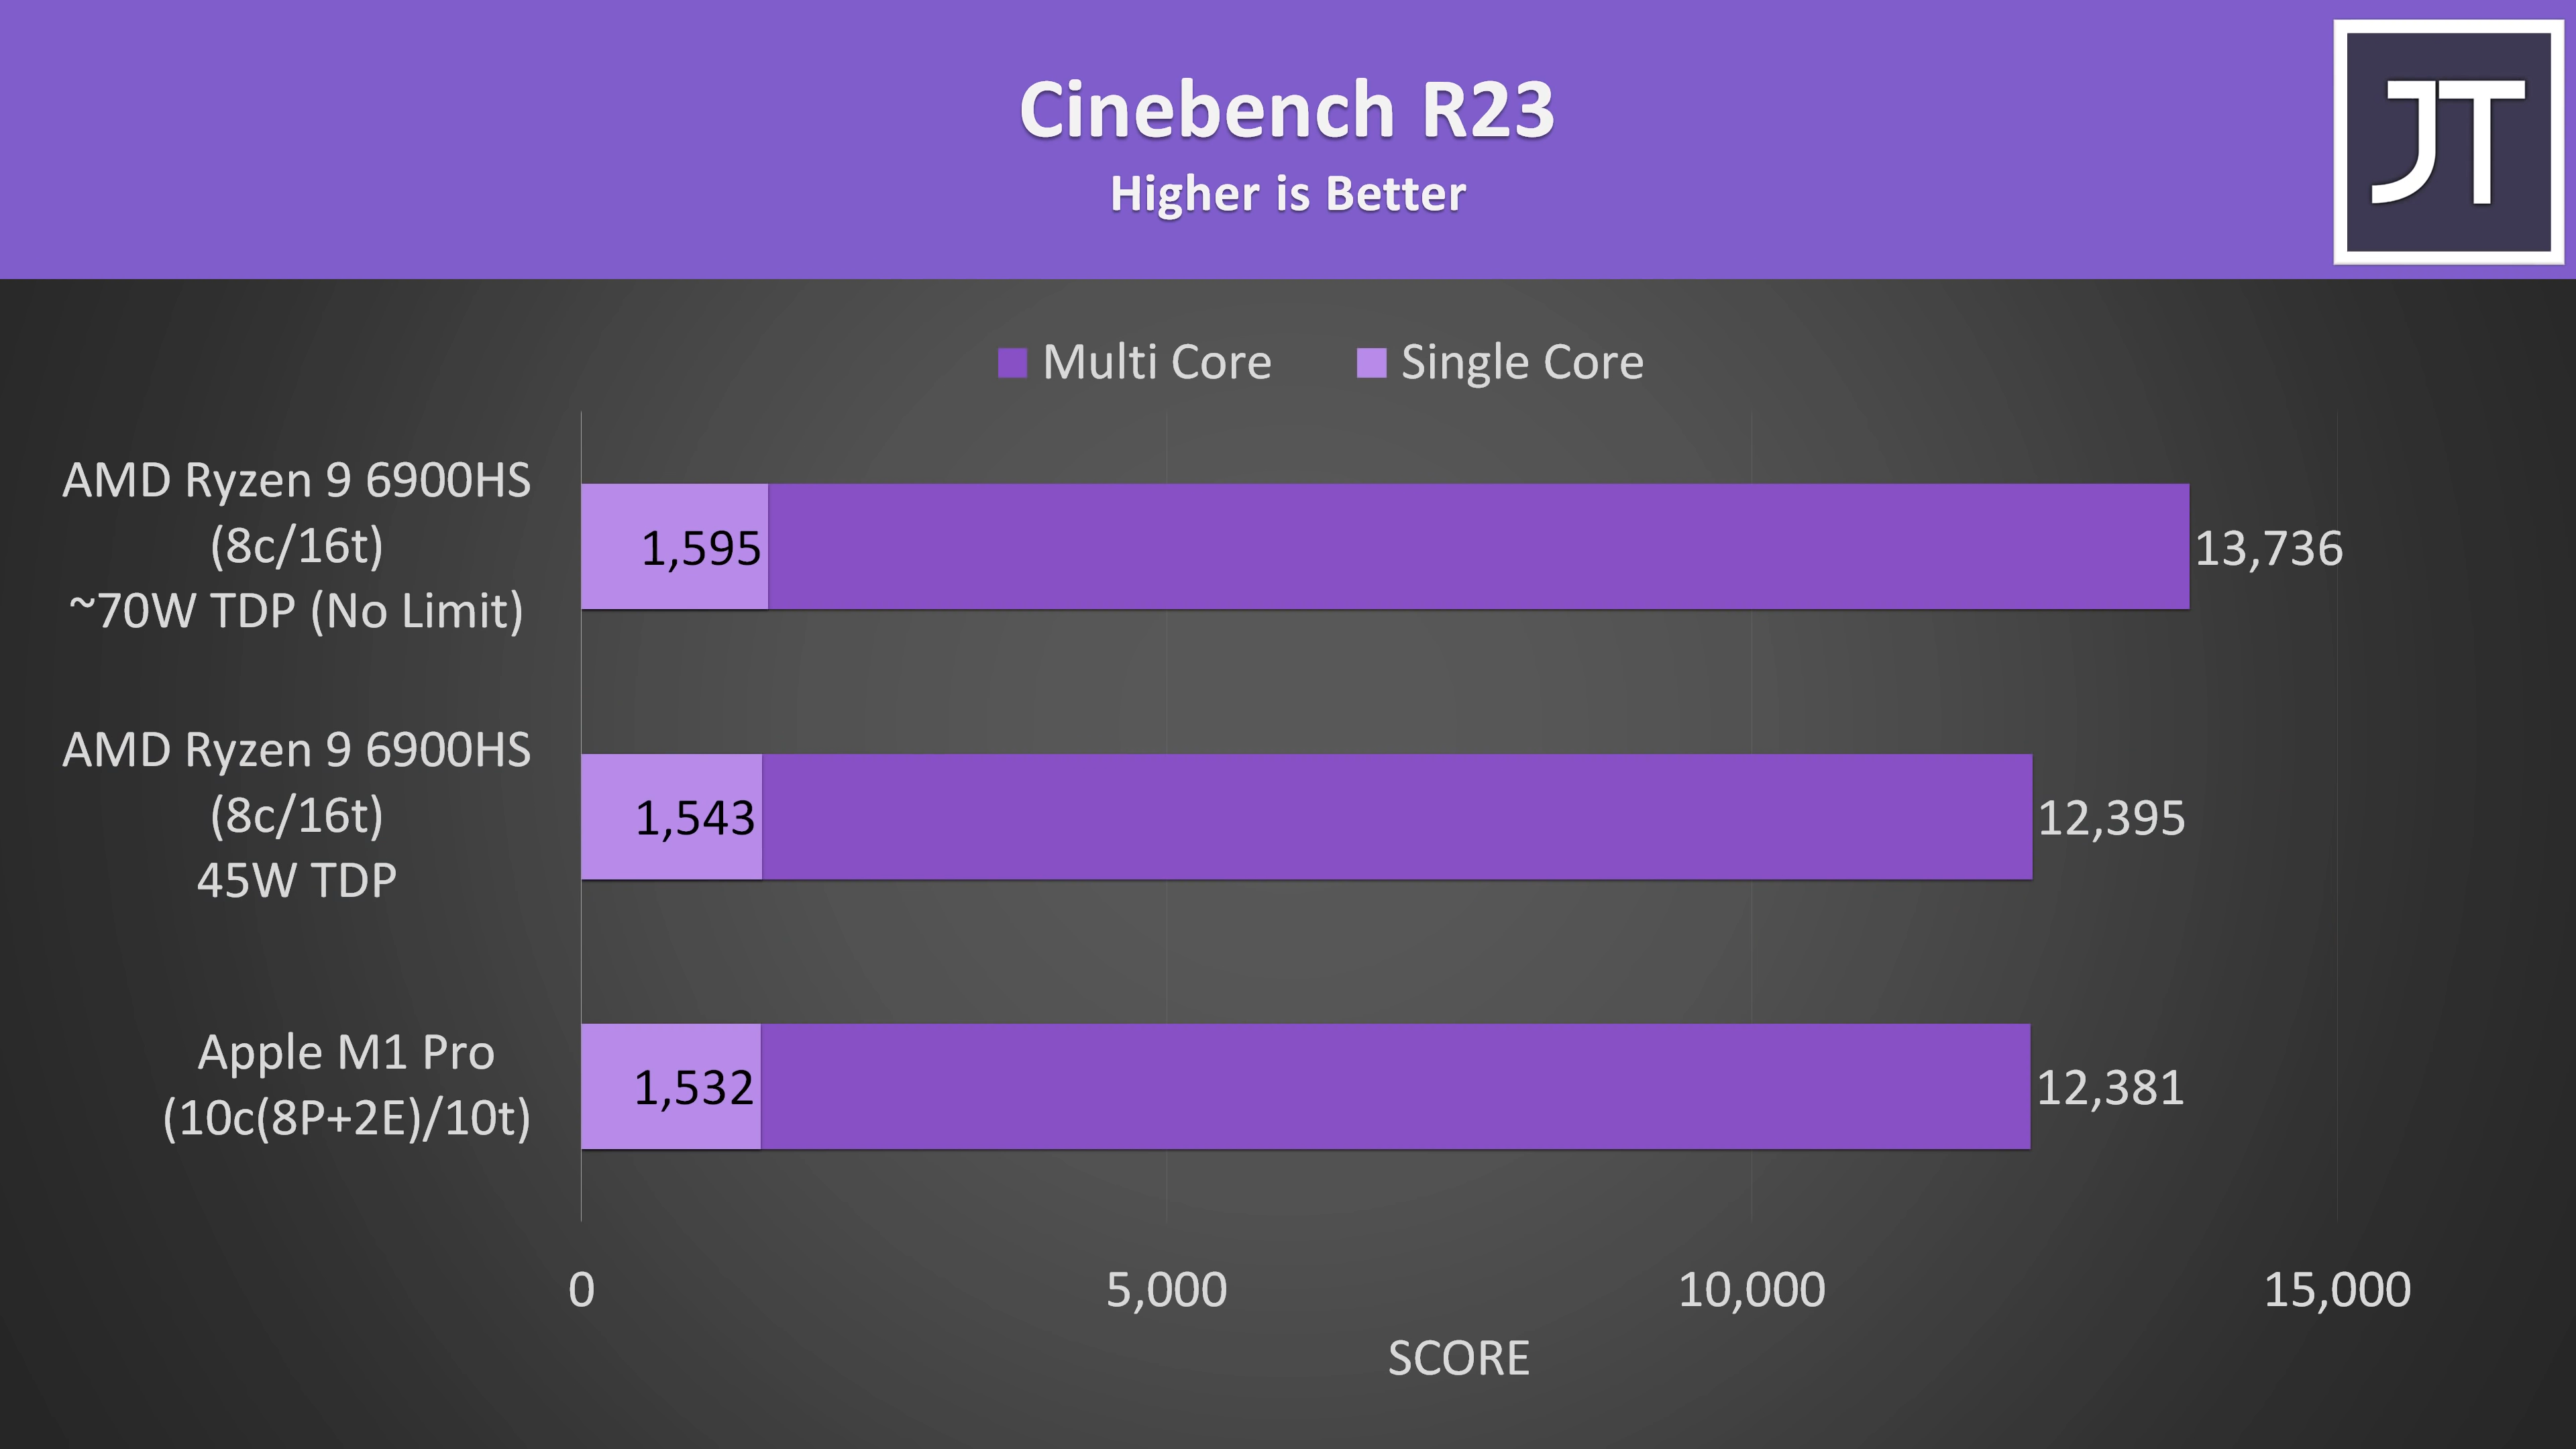 Cinebench R23
Higher is Better
JT
Multi Core
Single Core
AMD Ryzen 9 6900HS
(8c/16t)
~70W TDP (No Limit)
1,595
13,736
AMD Ryzen 9 6900HS
(8c/16t)
45W TDP
1,543
12,395
Apple M1 Pro
(10c(8P+2E)/10t)
1,532
12,381
0
5,000
10,000
15,000
SCORE